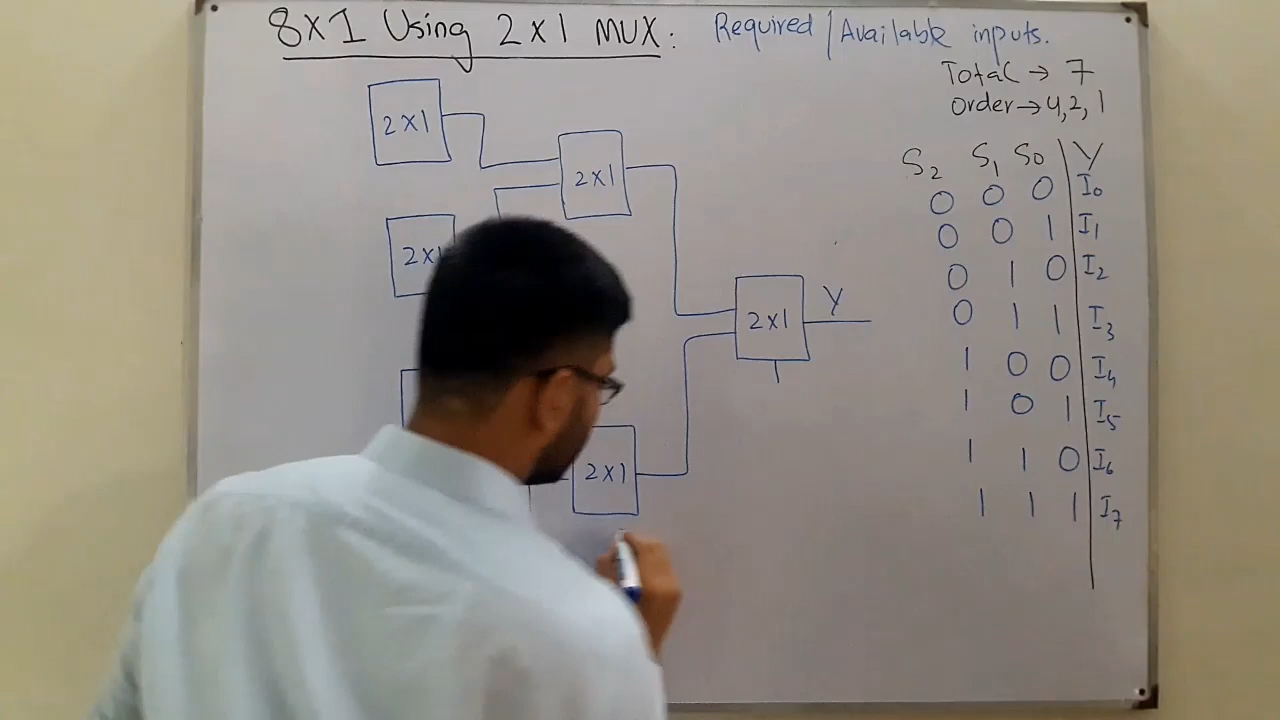 8x1 Using 2x1 MUX: Required/Available inputs.
Total → 7
Order → 4,2,1
2x1
2x1
2x1
2x1
2x1
Y
S2 S1 S0 Y
0 0 0 I0
0 0 1 I1
0 1 0 I2
0 1 1 I3
1 0 0 I4
1 0 1 I5
1 1 0 I6
1 1 1 I7